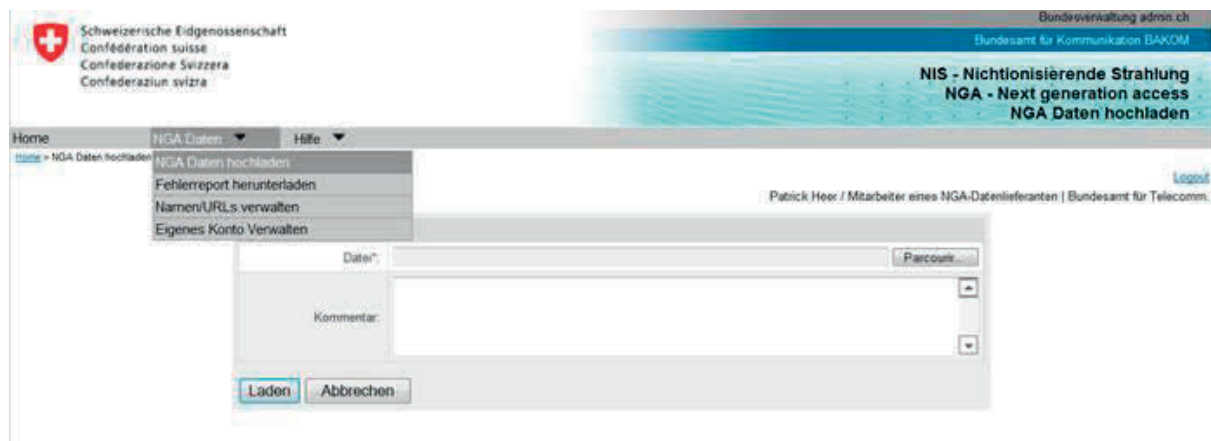 Schweizerische Eidgenossenschaft
Confédération suisse
Confederazione Svizzera
Confederaziun svizra
Bundesverwaltung admin.ch
Bundesamt für Kommunikation BAKOM
NIS - Nichtionisierende Strahlung
NGA - Next generation access
NGA Daten hochladen
Home
NGA Daten
Hilfe
Home > NGA Daten hochladen
NGA Daten hochladen
Fehlerreport herunterladen
Namen/URLs verwalten
Eigenes Konto Verwalten
Logout
Patrick Heer / Mitarbeiter eines NGA-Datenlieferanten | Bundesamt für Telecomm.
Datei*:
Parcourir...
Kommentar:
Laden
Abbrechen